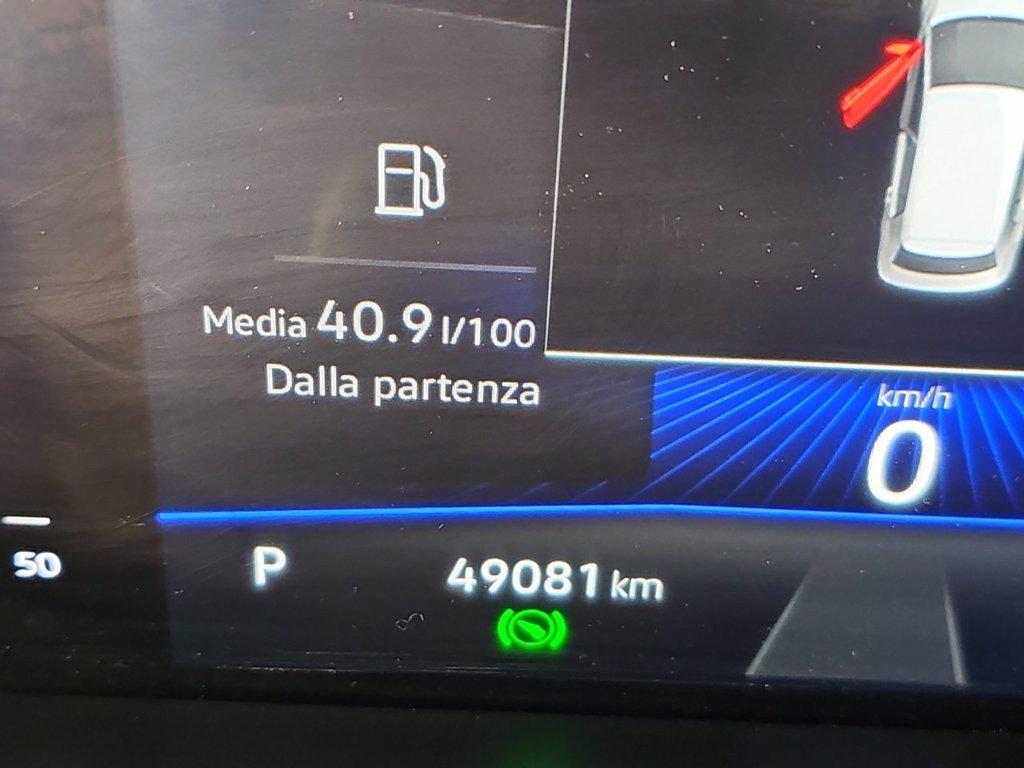 Media 40.9 l/100
Dalla partenza
km/h
0
50
P
49081 km